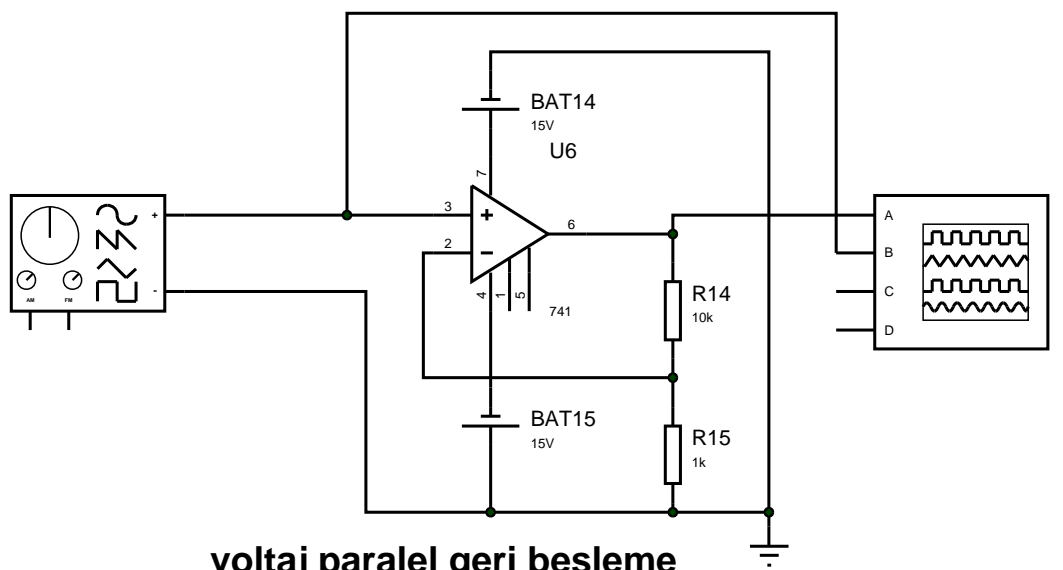 BAT14
15V
U6
7
3
6
2
4
1
5
741
+
-
AM
FM
A
B
C
D
R14
10k
BAT15
15V
R15
1k
voltaj paralel geri besleme